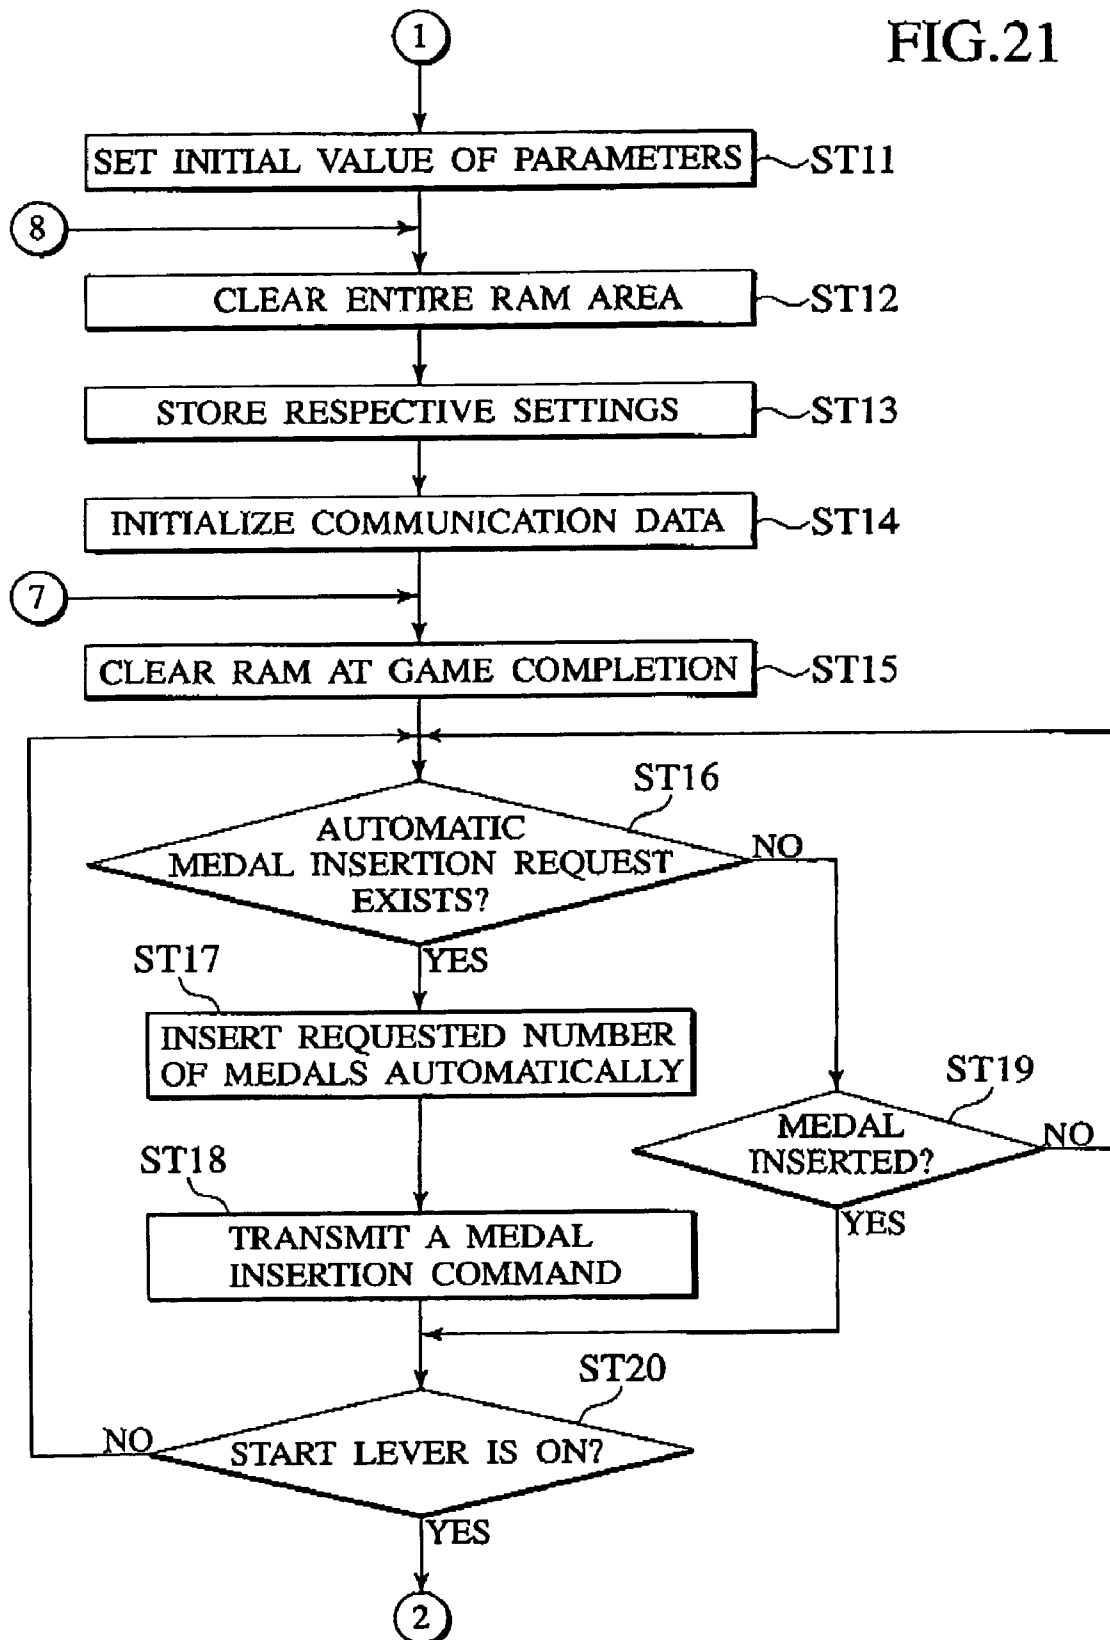 FIG.21
1
SET INITIAL VALUE OF PARAMETERS
ST11
8
CLEAR ENTIRE RAM AREA
ST12
STORE RESPECTIVE SETTINGS
ST13
INITIALIZE COMMUNICATION DATA
ST14
7
CLEAR RAM AT GAME COMPLETION
ST15
ST16
AUTOMATIC
MEDAL INSERTION REQUEST
EXISTS?
NO
YES
ST17
INSERT REQUESTED NUMBER
OF MEDALS AUTOMATICALLY
ST19
MEDAL
INSERTED?
NO
YES
ST18
TRANSMIT A MEDAL
INSERTION COMMAND
ST20
START LEVER IS ON?
NO
YES
2